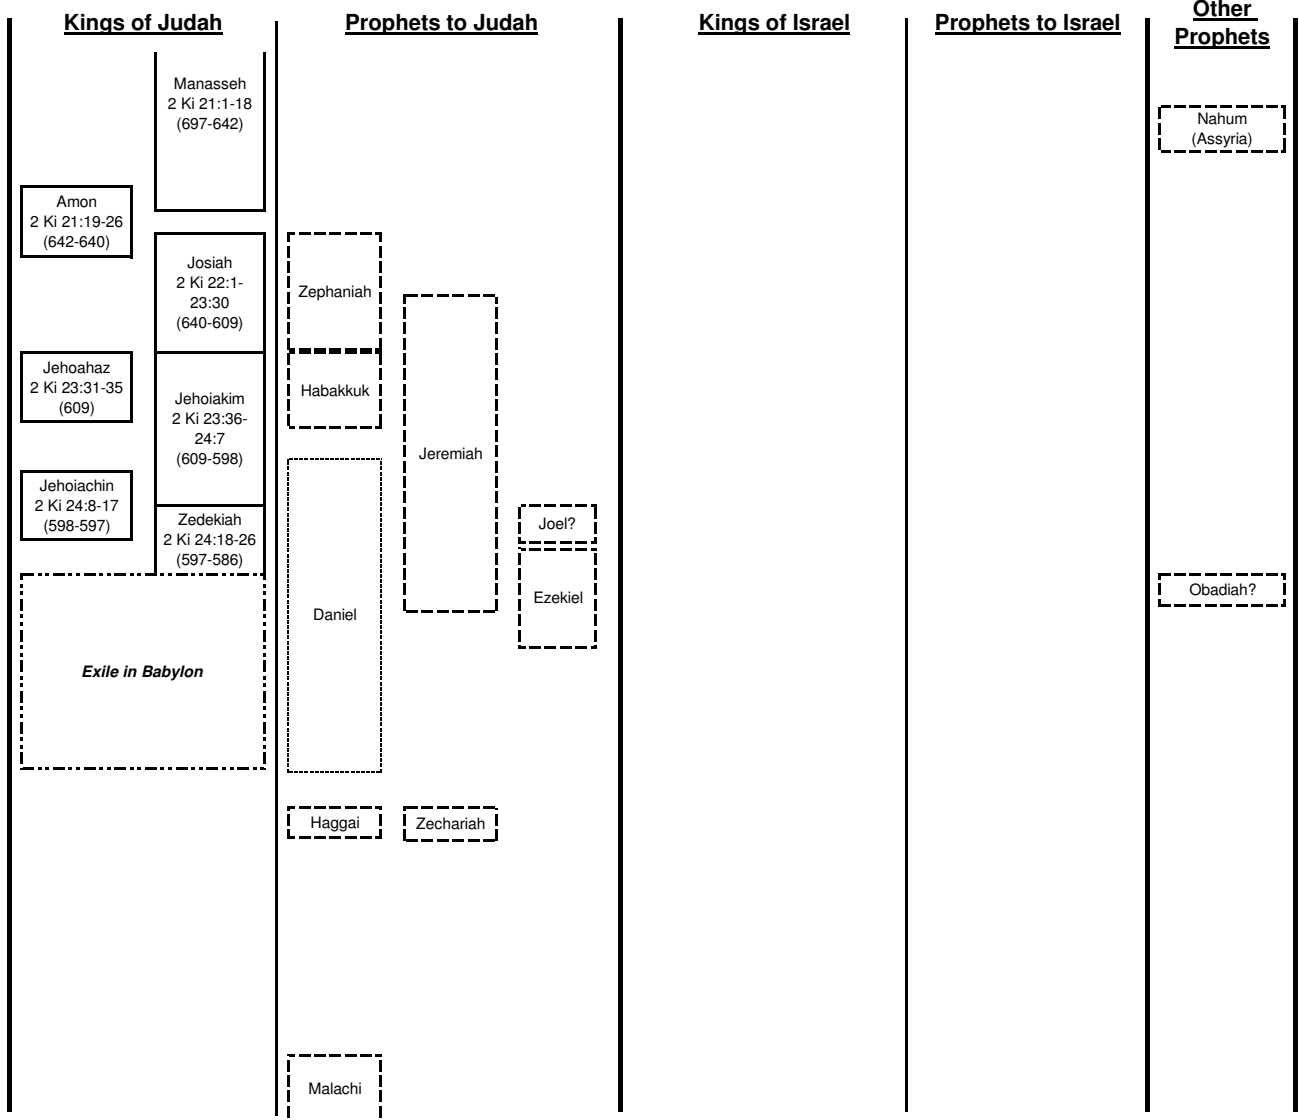 Kings of Judah
Prophets to Judah
Kings of Israel
Prophets to Israel
Other
Prophets
Manasseh
2 Ki 21:1-18
(697-642)
Nahum
(Assyria)
Amon
2 Ki 21:19-26
(642-640)
Josiah
2 Ki 22:1-
23:30
(640-609)
Zephaniah
Jehoahaz
2 Ki 23:31-35
(609)
Jehoiakim
2 Ki 23:36-
24:7
(609-598)
Habakkuk
Jeremiah
Jehoiachin
2 Ki 24:8-17
(598-597)
Zedekiah
2 Ki 24:18-26
(597-586)
Joel?
Ezekiel
Obadiah?
Daniel
Exile in Babylon
Haggai
Zechariah
Malachi